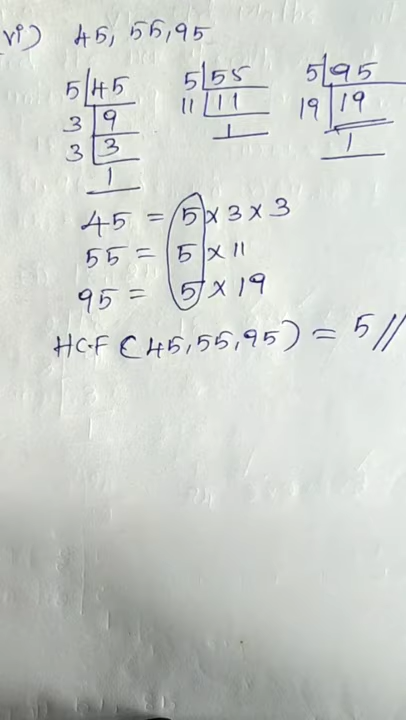 vi) 45, 55, 95
5 45 5 55 5 95
3 9 11 11 19 19
3 3 1 1
1
45 = 5 x 3 x 3
55 = 5 x 11
95 = 5 x 19
HCF (45, 55, 95) = 5 //